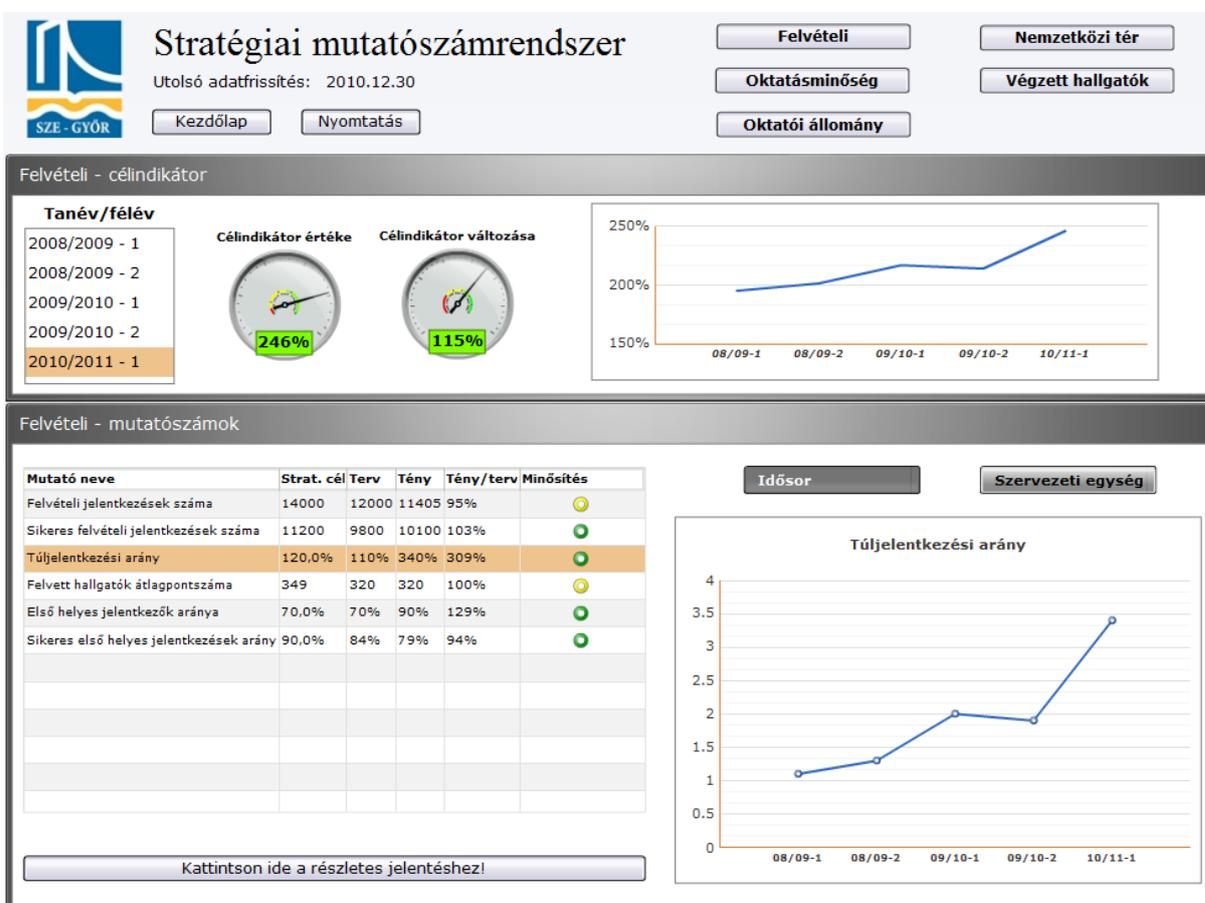 SZE - GYŐR
Stratégiai mutatószámrendszer
Utolsó adatfrissítés: 2010.12.30
Kezdőlap Nyomtatás
Felvételi Nemzetközi tér
Oktatásminőség Végzett hallgatók
Oktatói állomány
Felvételi - célindikátor
Tanév/félév
2008/2009 - 1
2008/2009 - 2
2009/2010 - 1
2009/2010 - 2
2010/2011 - 1
Célindikátor értéke
246%
Célindikátor változása
115%
250%
200%
150%
08/09-1 08/09-2 09/10-1 09/10-2 10/11-1
Felvételi - mutatószámok
Mutató neve Strat. cél Terv Tény Tény/terv Minősítés
Felvételi jelentkezések száma 14000 12000 11405 95%
Sikeres felvételi jelentkezések száma 11200 9800 10100 103%
Túljelentkezési arány 120,0% 110% 340% 309%
Felvett hallgatók átlagpontszáma 349 320 320 100%
Első helyes jelentkezők aránya 70,0% 70% 90% 129%
Sikeres első helyes jelentkezések arány 90,0% 84% 79% 94%
Kattintson ide a részletes jelentéshez!
Idősor Szervezeti egység
Túljelentkezési arány
4
3.5
3
2.5
2
1.5
1
0.5
0
08/09-1 08/09-2 09/10-1 09/10-2 10/11-1